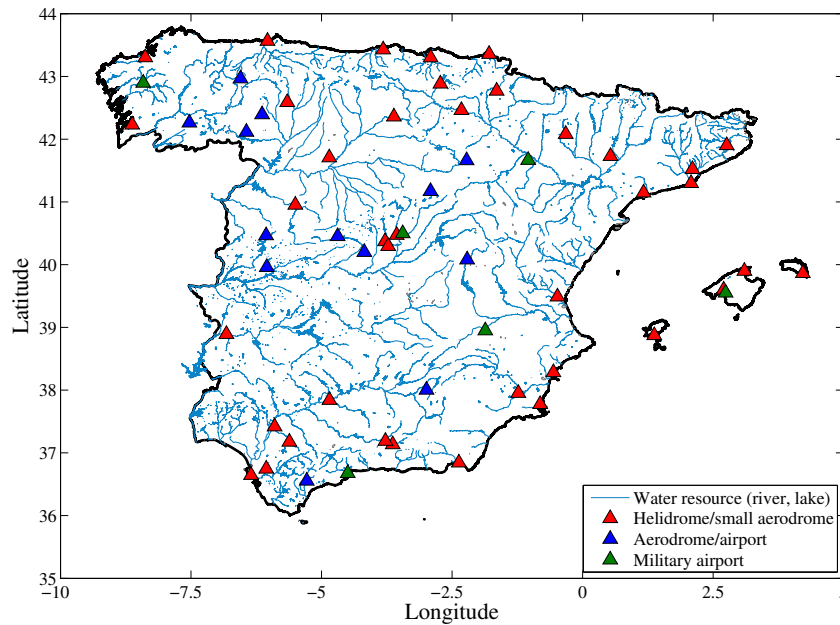 44
43
42
41
40
39
38
37
36
35
Latitude
-10
-7.5
-5
-2.5
0
2.5
Longitude
Water resource (river, lake)
Helidrome/small aerodrome
Aerodrome/airport
Military airport